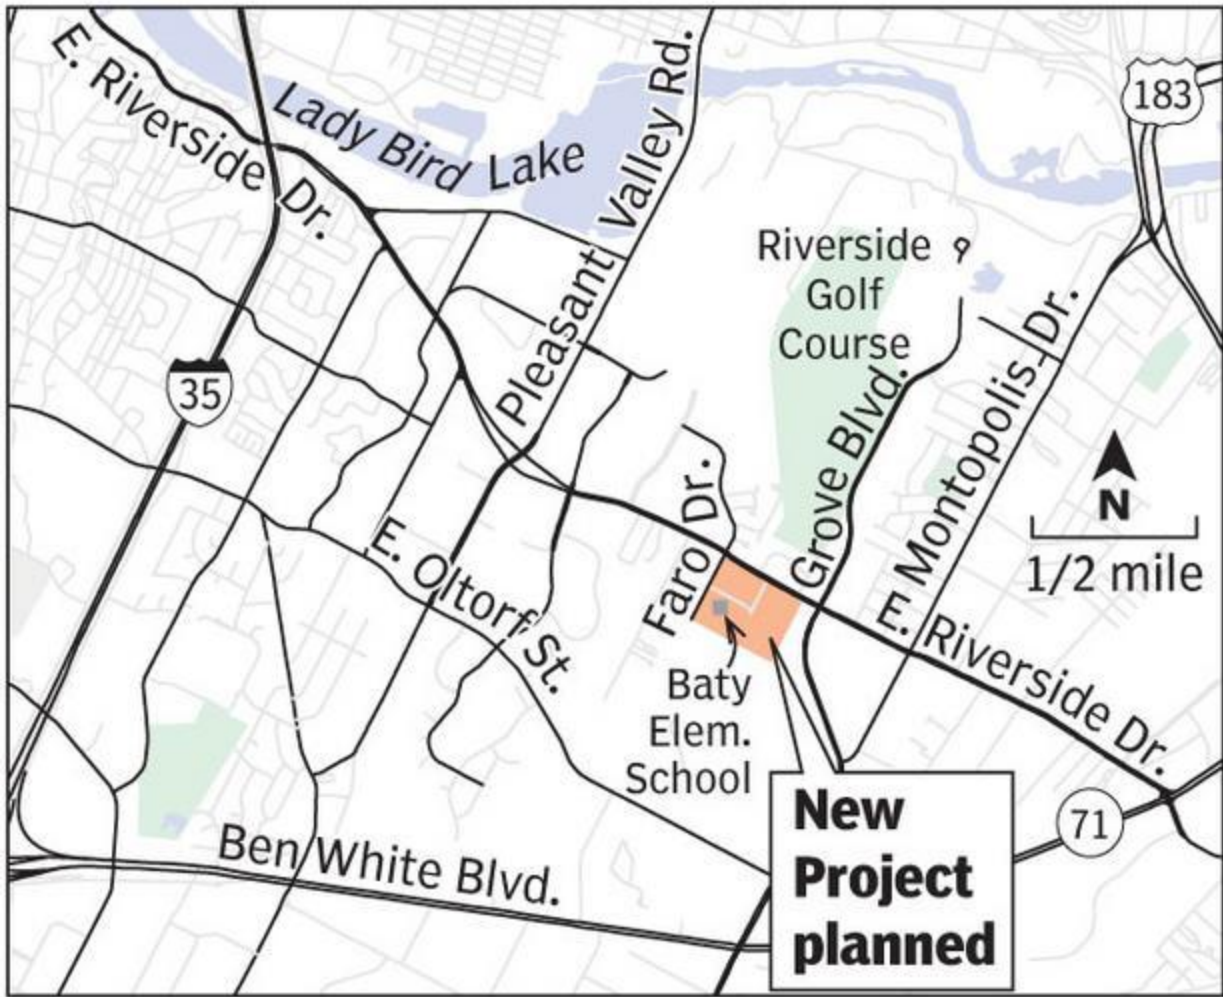 E. Riverside Dr.
Lady Bird Lake
Pleasant Valley Rd.
183
Riverside
Golf
Course
35
Grove Blvd.
E. Montopolis Dr.
N
1/2 mile
Faro Dr.
E. Oltorf St.
E. Riverside Dr.
Baty
Elem.
School
New
Project
planned
71
Ben White Blvd.